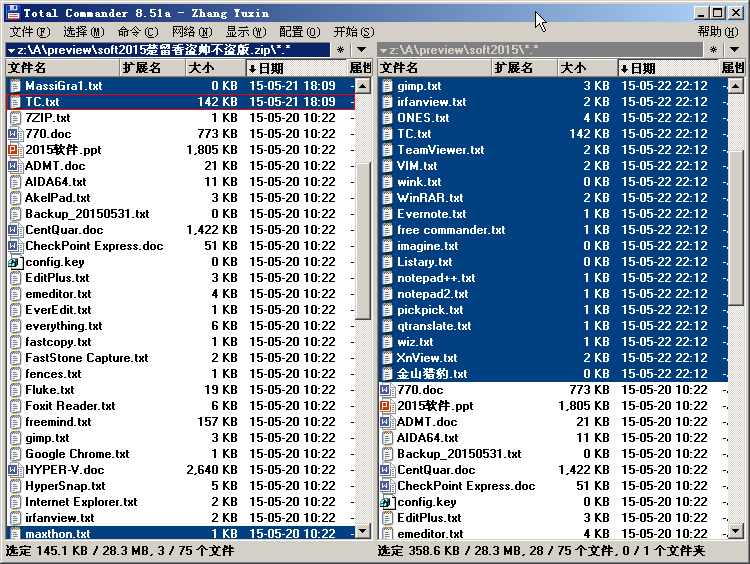 Total Commander 8.51a - Zhang Yuxin
文件(F) 选择(M) 命令(C) 网络(N) 显示(W) 配置(O) 开始(S) 帮助(H)
z:\A\preview\soft2015楚留香盗帅不盗版.zip\*.* * z:\A\preview\soft2015\*.* *
文件名 扩展名 大小 日期 属性 文件名 扩展名 大小 日期 属性
MassiGra1.txt 0 KB 15-05-21 18:09 - gimp.txt 3 KB 15-05-22 22:12 -
TC.txt 142 KB 15-05-21 18:09 - irfanview.txt 2 KB 15-05-22 22:12 -
7ZIP.txt 1 KB 15-05-20 10:22 - ONES.txt 4 KB 15-05-22 22:12 -
770.doc 773 KB 15-05-20 10:22 - TC.txt 142 KB 15-05-22 22:12 -
2015软件.ppt 1,805 KB 15-05-20 10:22 - TeamViewer.txt 2 KB 15-05-22 22:12 -
ADMT.doc 21 KB 15-05-20 10:22 - VIM.txt 2 KB 15-05-22 22:12 -
AIDA64.txt 11 KB 15-05-20 10:22 - wink.txt 0 KB 15-05-22 22:12 -
AkelPad.txt 3 KB 15-05-20 10:22 - WinRAR.txt 2 KB 15-05-22 22:12 -
Backup_20150531.txt 0 KB 15-05-20 10:22 - Evernote.txt 1 KB 15-05-22 22:12 -
CentQuar.doc 1,422 KB 15-05-20 10:22 - free commander.txt 1 KB 15-05-22 22:12 -
CheckPoint Express.doc 51 KB 15-05-20 10:22 - imagine.txt 0 KB 15-05-22 22:12 -
config.key 0 KB 15-05-20 10:22 - Listary.txt 0 KB 15-05-22 22:12 -
EditPlus.txt 3 KB 15-05-20 10:22 - notepad++.txt 1 KB 15-05-22 22:12 -
emeditor.txt 4 KB 15-05-20 10:22 - notepad2.txt 1 KB 15-05-22 22:12 -
EverEdit.txt 1 KB 15-05-20 10:22 - pickpick.txt 1 KB 15-05-22 22:12 -
everything.txt 6 KB 15-05-20 10:22 - qtranslate.txt 1 KB 15-05-22 22:12 -
fastcopy.txt 1 KB 15-05-20 10:22 - wiz.txt 1 KB 15-05-22 22:12 -
FastStone Capture.txt 2 KB 15-05-20 10:22 - XnView.txt 2 KB 15-05-22 22:12 -
fences.txt 1 KB 15-05-20 10:22 - 金山猎豹.txt 0 KB 15-05-22 22:12 -
Fluke.txt 19 KB 15-05-20 10:22 - 770.doc 773 KB 15-05-20 10:22 -
Foxit Reader.txt 6 KB 15-05-20 10:22 - 2015软件.ppt 1,805 KB 15-05-20 10:22 -
freemind.txt 157 KB 15-05-20 10:22 - ADMT.doc 21 KB 15-05-20 10:22 -
gimp.txt 3 KB 15-05-20 10:22 - AIDA64.txt 11 KB 15-05-20 10:22 -
Google Chrome.txt 1 KB 15-05-20 10:22 - Backup_20150531.txt 0 KB 15-05-20 10:22 -
HYPER-V.doc 2,640 KB 15-05-20 10:22 - CentQuar.doc 1,422 KB 15-05-20 10:22 -
HyperSnap.txt 5 KB 15-05-20 10:22 - CheckPoint Express.doc 51 KB 15-05-20 10:22 -
Internet Explorer.txt 2 KB 15-05-20 10:22 - config.key 0 KB 15-05-20 10:22 -
irfanview.txt 2 KB 15-05-20 10:22 - EditPlus.txt 3 KB 15-05-20 10:22 -
maxthon.txt 1 KB 15-05-20 10:22 - emeditor.txt 4 KB 15-05-20 10:22 -
选定 145.1 KB / 28.3 MB, 3 / 75 个文件 选定 358.6 KB / 28.3 MB, 28 / 75 个文件, 0 / 1 个文件夹